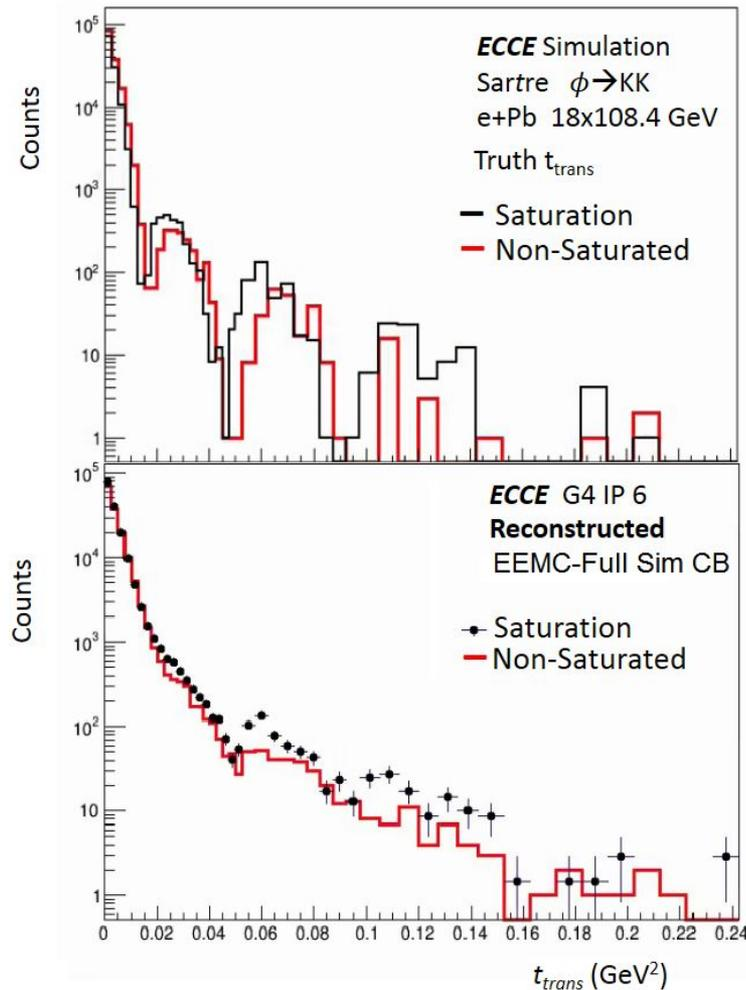 10⁵
ECCE Simulation
Sartre ϕ→KK
e+Pb 18x108.4 GeV
Truth t_trans
Saturation
Non-Saturated
10⁴
10³
10²
10
1
Counts
10⁵
ECCE G4 IP 6
Reconstructed
EEMC-Full Sim CB
Saturation
Non-Saturated
10⁴
10³
10²
10
1
Counts
0 0.02 0.04 0.06 0.08 0.1 0.12 0.14 0.16 0.18 0.2 0.22 0.24
t_trans (GeV²)